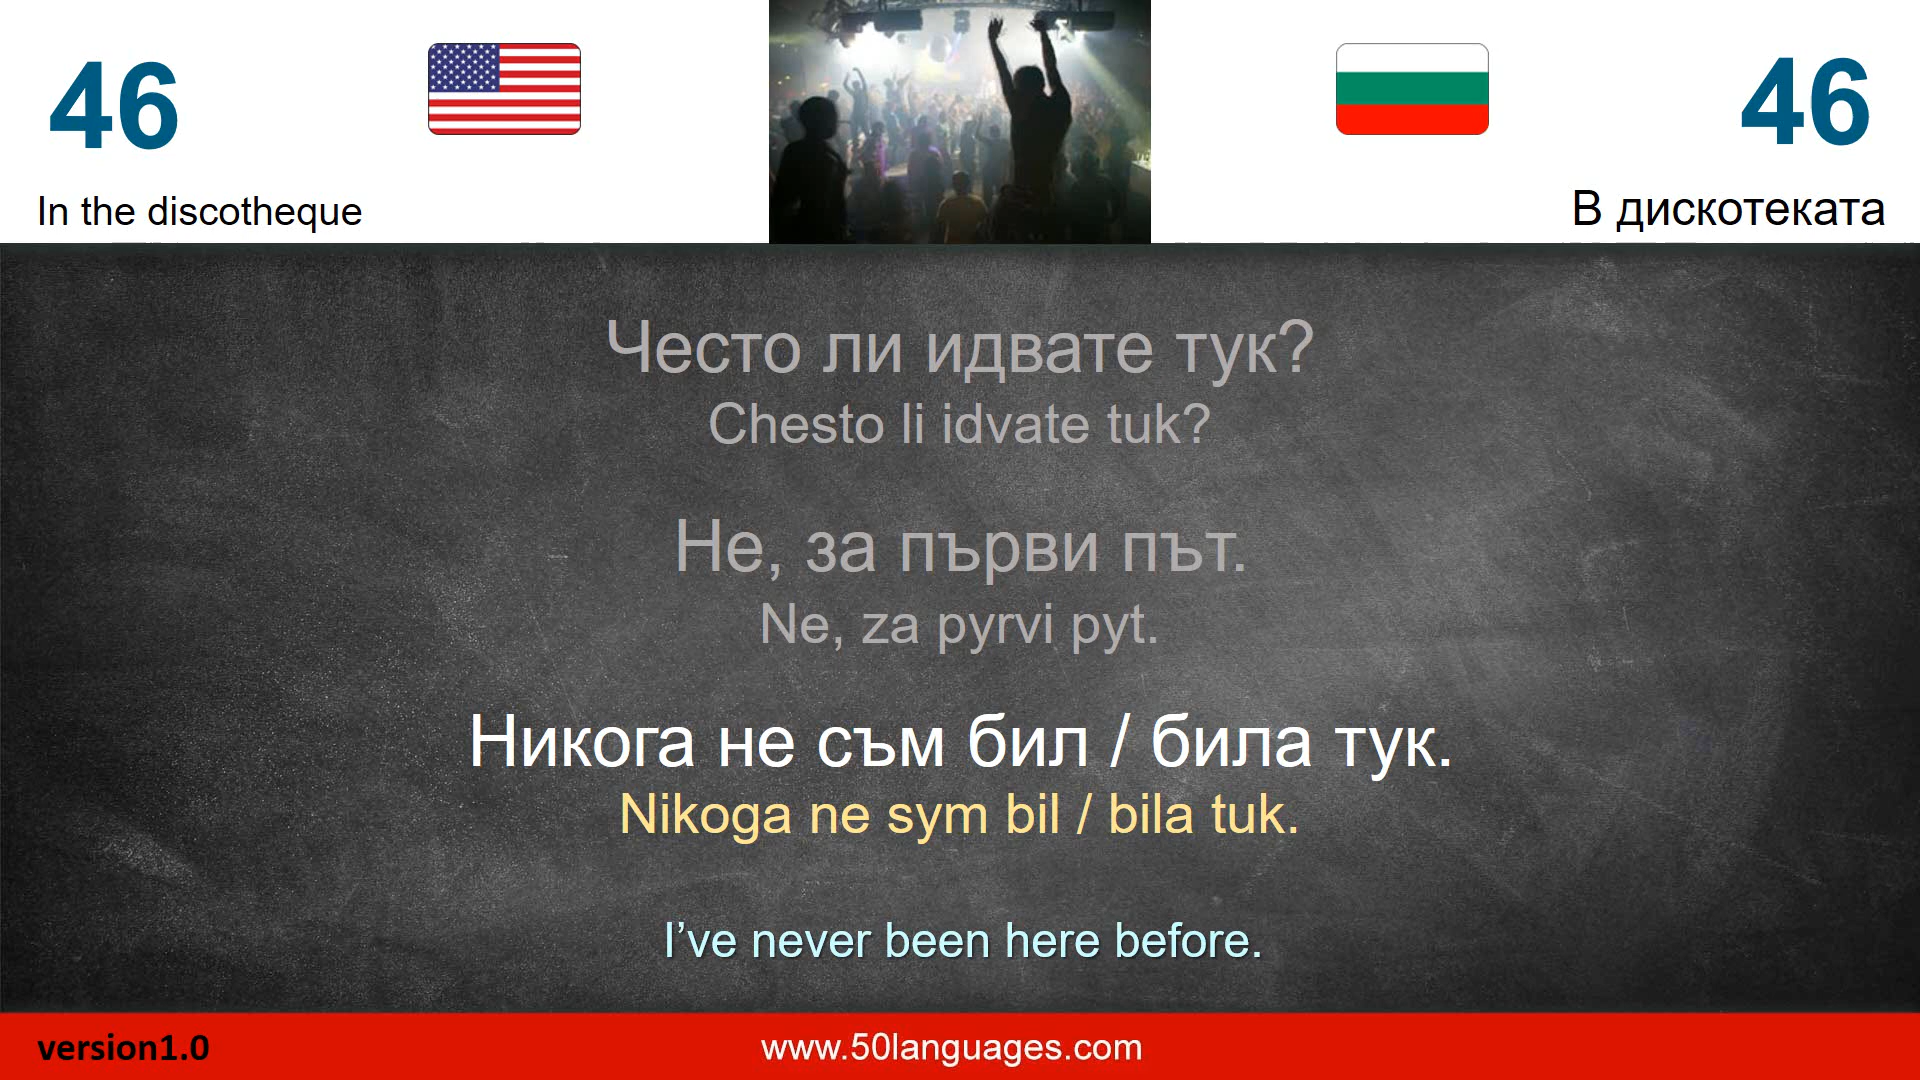 46
46
In the discotheque
В дискотеката
Често ли идвате тук?
Chesto li idvate tuk?
Не, за първи път.
Ne, za pyrvi pyt.
Никога не съм бил / била тук.
Nikoga ne sym bil / bila tuk.
I’ve never been here before.
version1.0
www.50languages.com